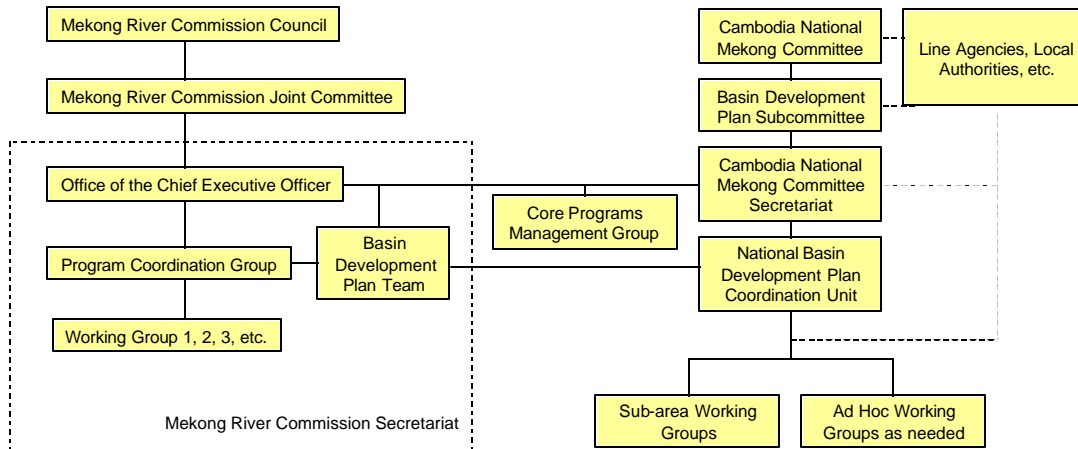 Mekong River Commission Council
Mekong River Commission Joint Committee
Office of the Chief Executive Officer
Program Coordination Group
Working Group 1, 2, 3, etc.
Basin
Development
Plan Team
Mekong River Commission Secretariat
Core Programs
Management Group
Cambodia National
Mekong Committee
Basin Development
Plan Subcommittee
Cambodia National
Mekong Committee
Secretariat
National Basin
Development Plan
Coordination Unit
Sub-area Working
Groups
Ad Hoc Working
Groups as needed
Line Agencies, Local
Authorities, etc.